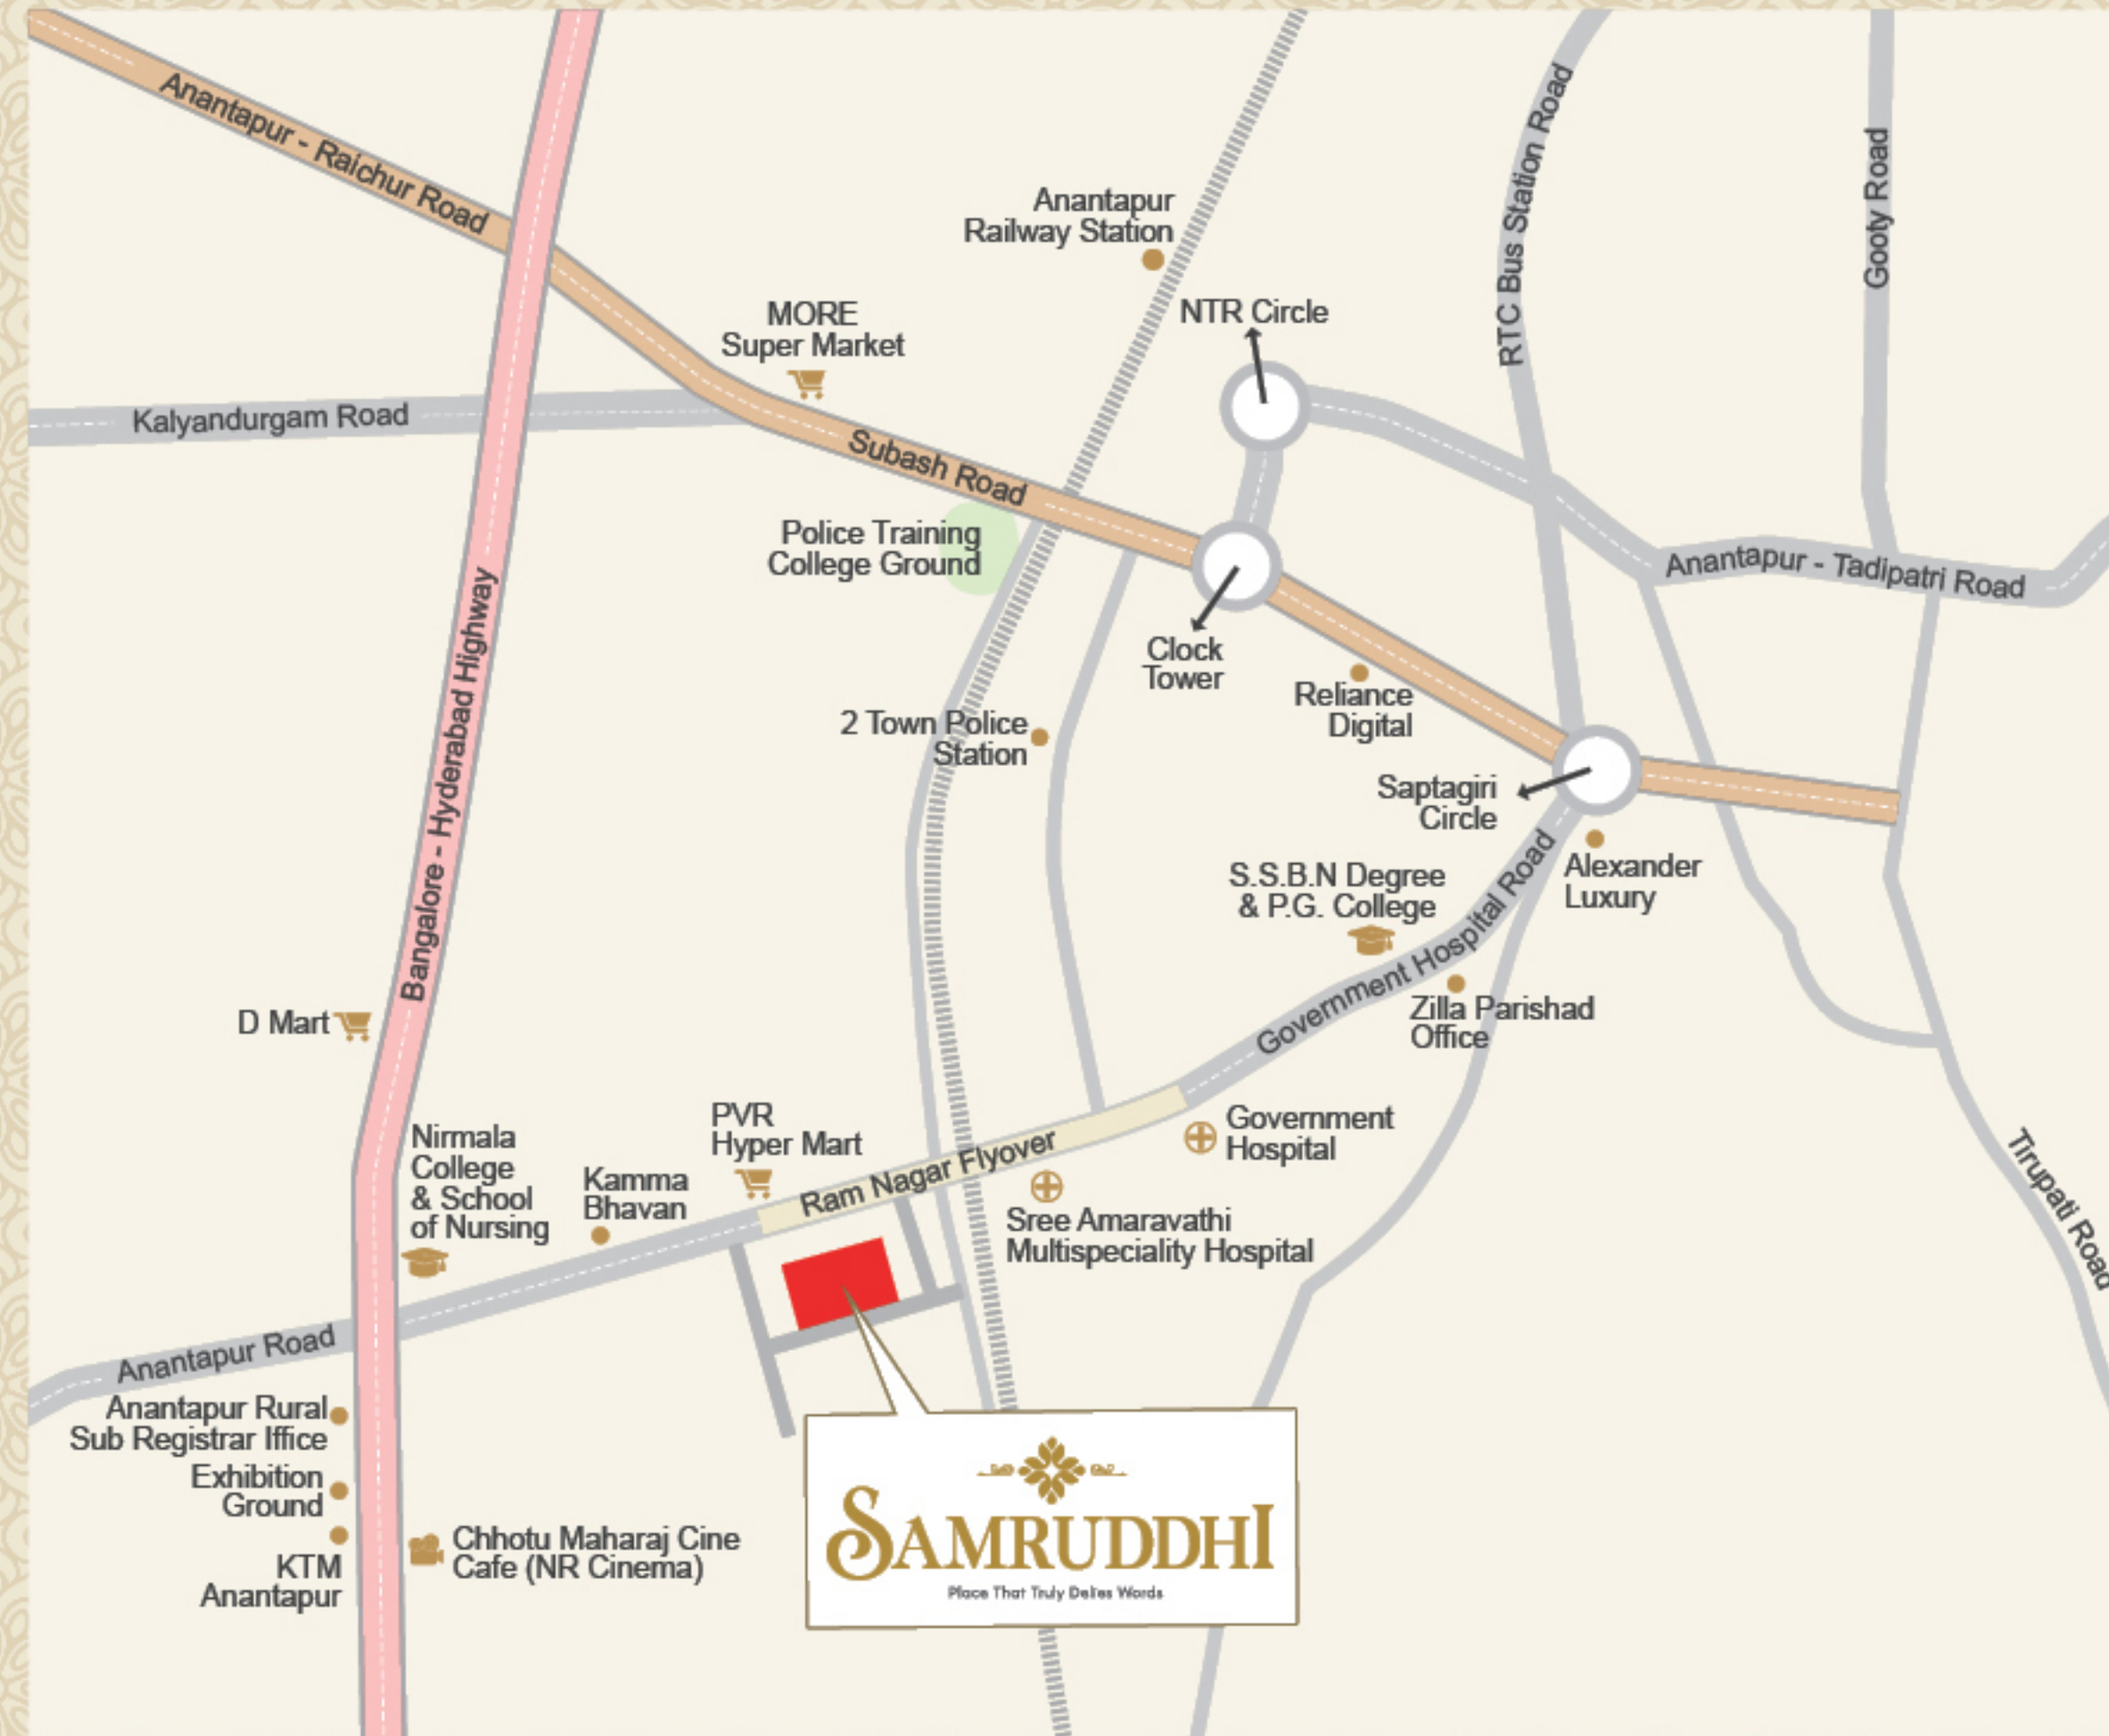 Anantapur - Raichur Road
RTC Bus Station Road
Gooty Road
Anantapur
Railway Station
NTR Circle
MORE
Super Market
Kalyandurgam Road
Subash Road
Police Training
College Ground
Anantapur - Tadipatri Road
Clock
Tower
Reliance
Digital
2 Town Police
Station
Bangalore - Hyderabad Highway
Saptagiri
Circle
Alexander
Luxury
S.S.B.N Degree
& P.G. College
Government Hospital Road
Zilla Parishad
Office
D Mart
Nirmala
College
& School
of Nursing
Kamma
Bhavan
PVR
Hyper Mart
Ram Nagar Flyover
Government
Hospital
Sree Amaravathi
Multispeciality Hospital
Tirupati Road
Anantapur Road
Anantapur Rural
Sub Registrar Iffice
Exhibition
Ground
KTM
Anantapur
Chhotu Maharaj Cine
Cafe (NR Cinema)
SAMRUDDHI
Place That Truly Defies Words